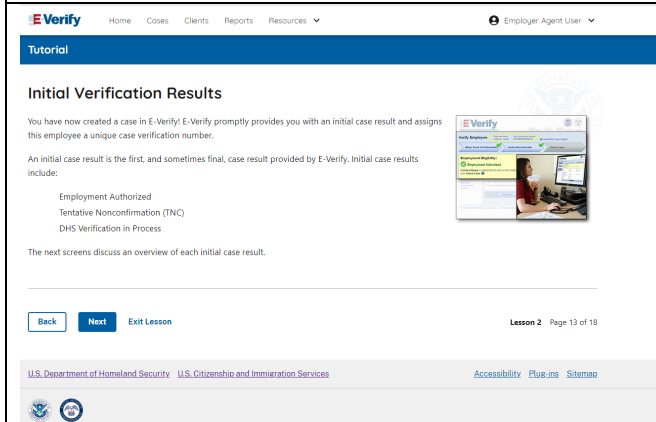 E-Verify Home Cases Clients Reports Resources Employer Agent User
Tutorial
Initial Verification Results
You have now created a case in E-Verify! E-Verify promptly provides you with an initial case result and assigns
this employee a unique case verification number.
An initial case result is the first, and sometimes final, case result provided by E-Verify. Initial case results
include:
Employment Authorized
Tentative Nonconfirmation (TNC)
DHS Verification in Process
The next screens discuss an overview of each initial case result.
E-Verify
Verify Employee
Employment Eligibility:
Employment Authorized
Back Next Exit Lesson Lesson 2 Page 13 of 18
U.S. Department of Homeland Security U.S. Citizenship and Immigration Services Accessibility Plug-ins Sitemap